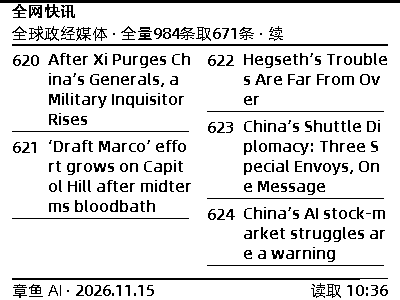 全网快讯
全球政经媒体 · 全量984条取671条 · 续
620 After Xi Purges Ch
ina’s Generals, a
Military Inquisitor
Rises
621 ‘Draft Marco’ effo
rt grows on Capit
ol Hill after midter
ms bloodbath
622 Hegseth’s Trouble
s Are Far From Ov
er
623 China’s Shuttle Di
plomacy: Three S
pecial Envoys, On
e Message
624 China’s AI stock-m
arket struggles ar
e a warning
章鱼 AI · 2026.11.15
读取 10:36